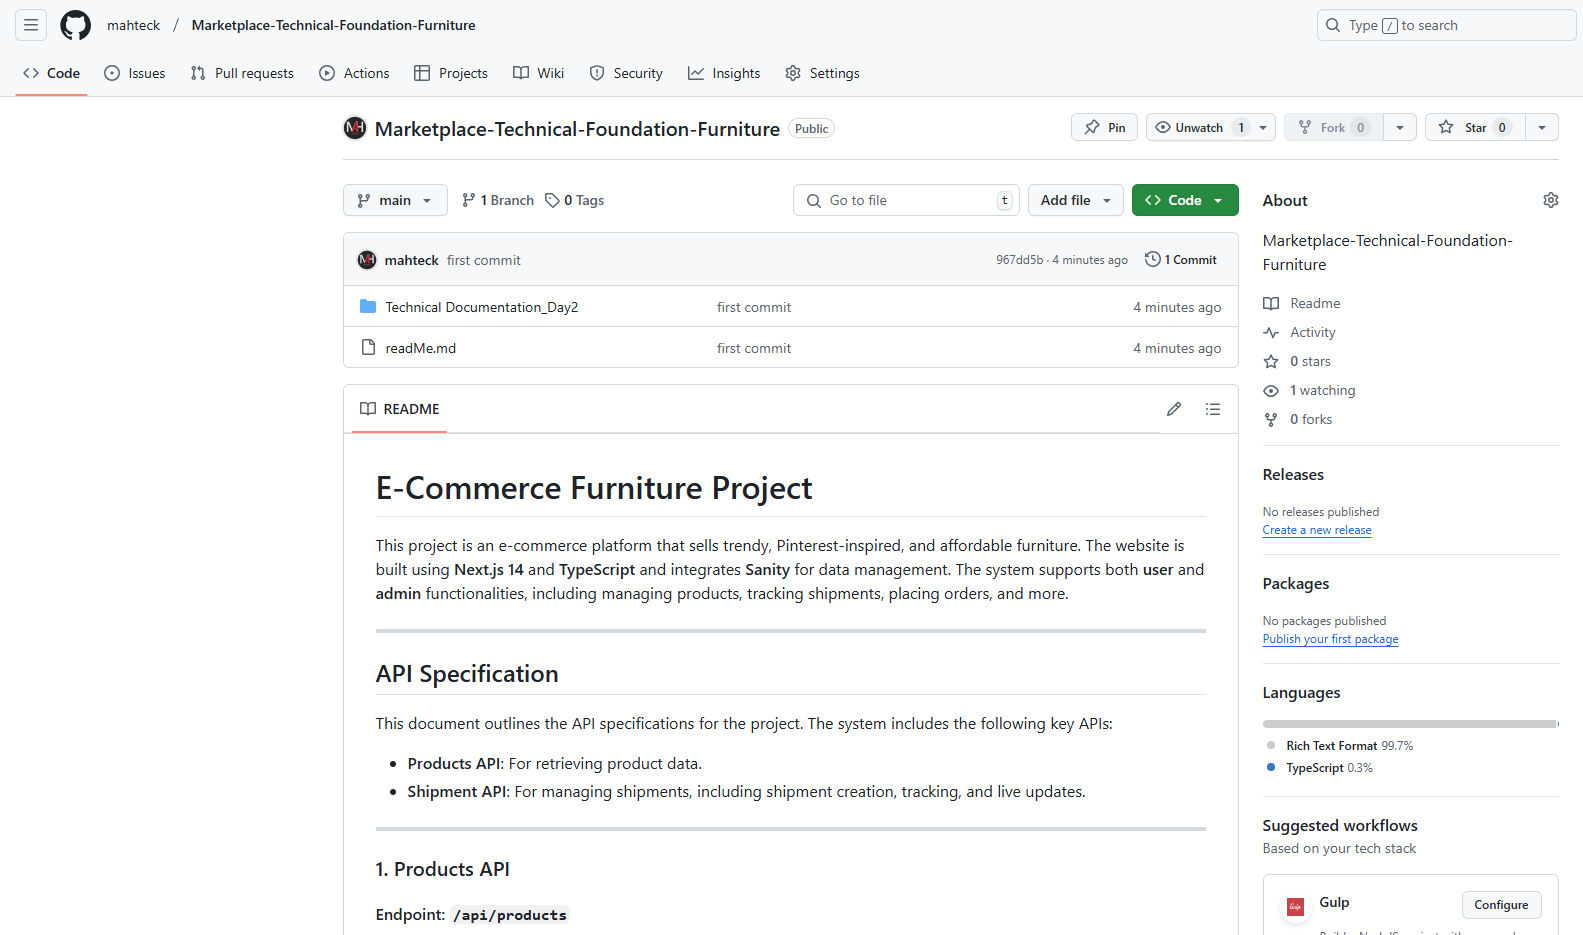 mahteck / Marketplace-Technical-Foundation-Furniture
Type / to search
Code Issues Pull requests Actions Projects Wiki Security Insights Settings
MH Marketplace-Technical-Foundation-Furniture Public
Pin Unwatch 1 Fork 0 Star 0
main 1 Branch 0 Tags Go to file t Add file Code
MH mahteck first commit 967dd5b · 4 minutes ago 1 Commit
Technical Documentation_Day2 first commit 4 minutes ago
readMe.md first commit 4 minutes ago
README
E-Commerce Furniture Project
This project is an e-commerce platform that sells trendy, Pinterest-inspired, and affordable furniture. The website is
built using Next.js 14 and TypeScript and integrates Sanity for data management. The system supports both user and
admin functionalities, including managing products, tracking shipments, placing orders, and more.
API Specification
This document outlines the API specifications for the project. The system includes the following key APIs:
• Products API: For retrieving product data.
• Shipment API: For managing shipments, including shipment creation, tracking, and live updates.
1. Products API
Endpoint: /api/products
About
Marketplace-Technical-Foundation-
Furniture
Readme
Activity
0 stars
1 watching
0 forks
Releases
No releases published
Create a new release
Packages
No packages published
Publish your first package
Languages
Rich Text Format 99.7%
TypeScript 0.3%
Suggested workflows
Based on your tech stack
Gulp Gulp Configure